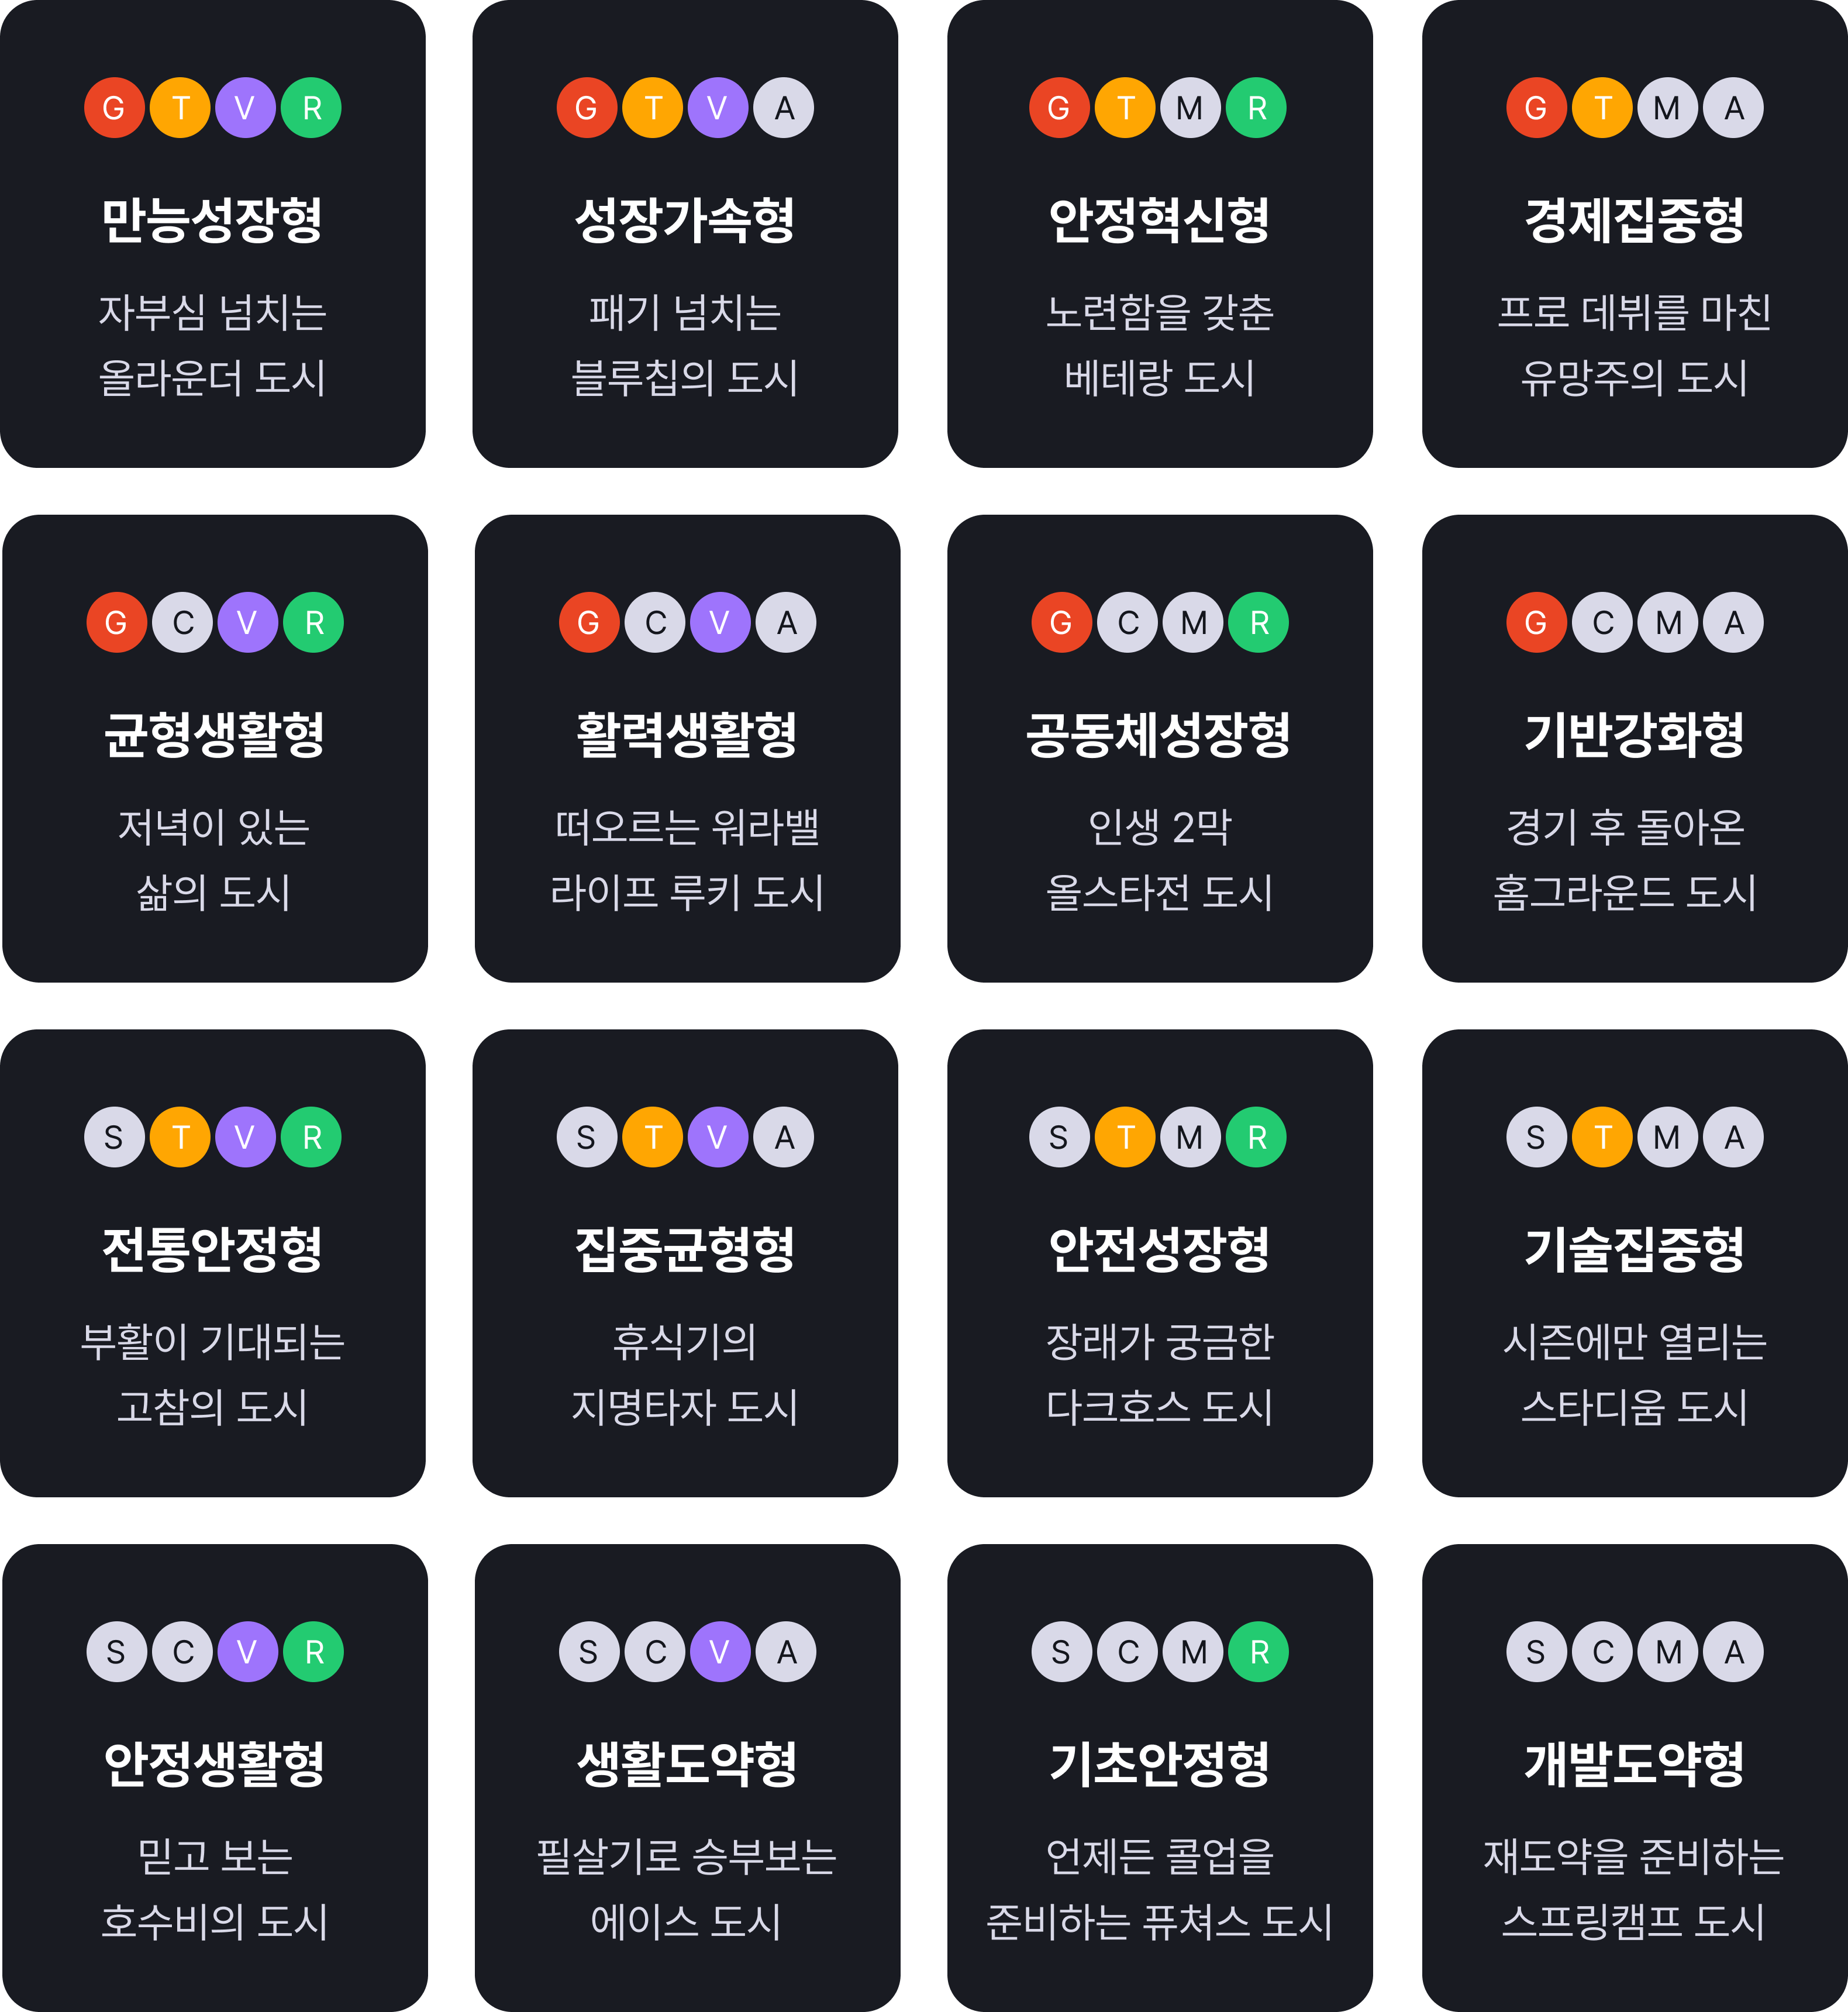 G T V R
만능성장형
자부심 넘치는
올라운더 도시
G T V A
성장가속형
패기 넘치는
블루칩의 도시
G T M R
안정혁신형
노련함을 갖춘
베테랑 도시
G T M A
경제집중형
프로 데뷔를 마친
유망주의 도시
G C V R
균형생활형
저녁이 있는
삶의 도시
G C V A
활력생활형
떠오르는 워라밸
라이프 루키 도시
G C M R
공동체성장형
인생 2막
올스타전 도시
G C M A
기반강화형
경기 후 돌아온
홈그라운드 도시
S T V R
전통안정형
부활이 기대되는
고참의 도시
S T V A
집중균형형
휴식기의
지명타자 도시
S T M R
안전성장형
장래가 궁금한
다크호스 도시
S T M A
기술집중형
시즌에만 열리는
스타디움 도시
S C V R
안정생활형
믿고 보는
호수비의 도시
S C V A
생활도약형
필살기로 승부보는
에이스 도시
S C M R
기초안정형
언제든 콜업을
준비하는 퓨쳐스 도시
S C M A
개발도약형
재도약을 준비하는
스프링캠프 도시